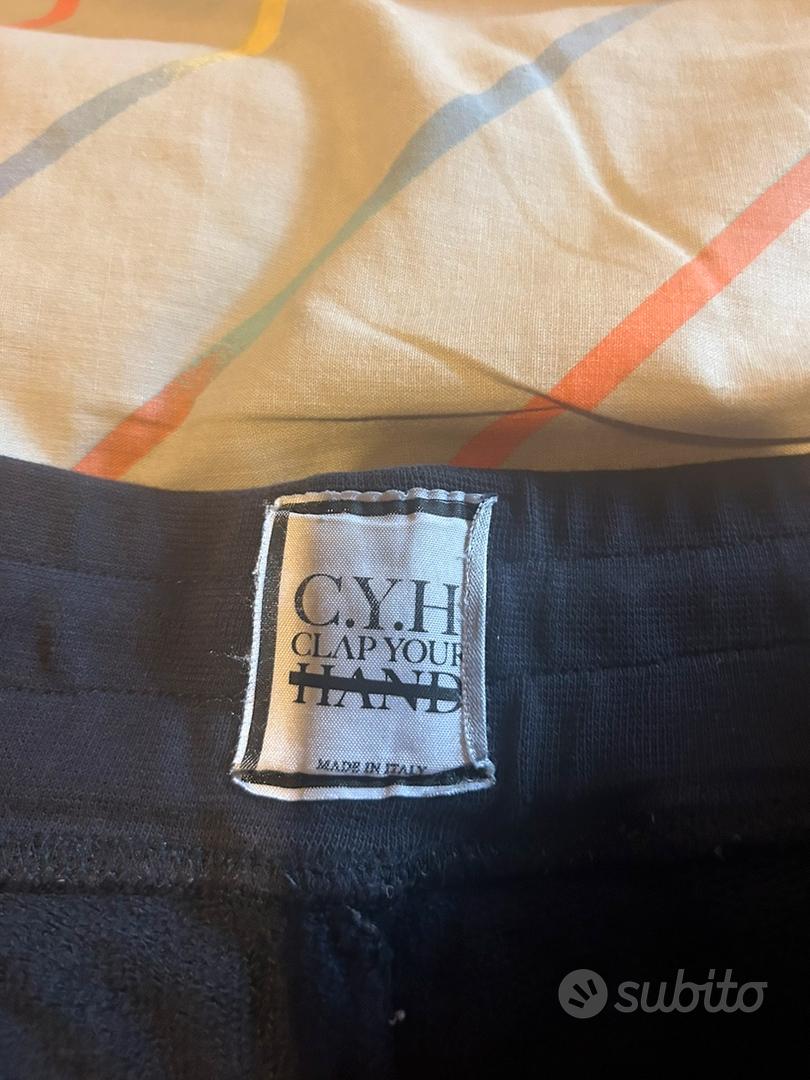 C.Y.H
CLAP YOUR
HAND
MADE IN ITALY
subito